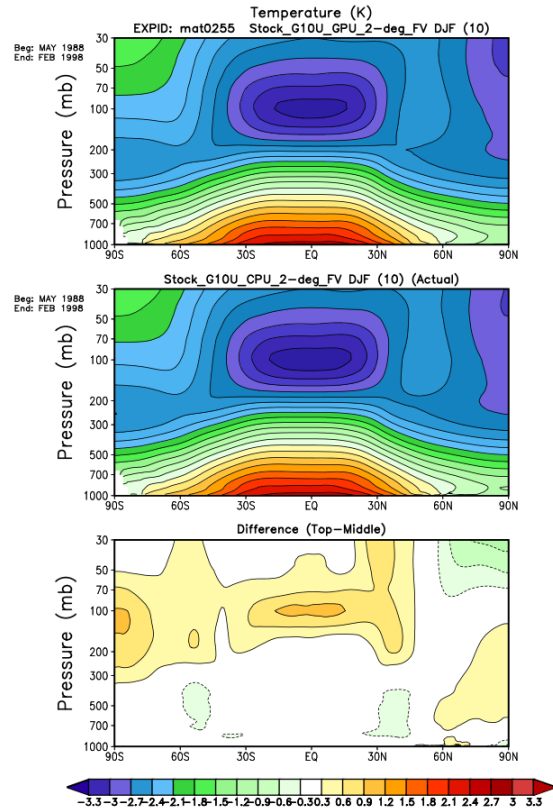 Temperature (K)
EXPID: mat0255 Stock_G10U_GPU_2-deg_FV DJF (10)
Beg: MAY 1988
End: FEB 1998
Pressure (mb)
30
50
70
100
200
300
500
700
1000
90S 60S 30S EQ 30N 60N 90N
Stock_G10U_CPU_2-deg_FV DJF (10) (Actual)
Beg: MAY 1988
End: FEB 1998
Pressure (mb)
30
50
70
100
200
300
500
700
1000
90S 60S 30S EQ 30N 60N 90N
Difference (Top-Middle)
Pressure (mb)
30
50
70
100
200
300
500
700
1000
90S 60S 30S EQ 30N 60N 90N
-3.3 -3 -2.7-2.4-2.1-1.8-1.5-1.2-0.9-0.6-0.30.3 0.6 0.9 1.2 1.5 1.8 2.1 2.4 2.7 3 3.3